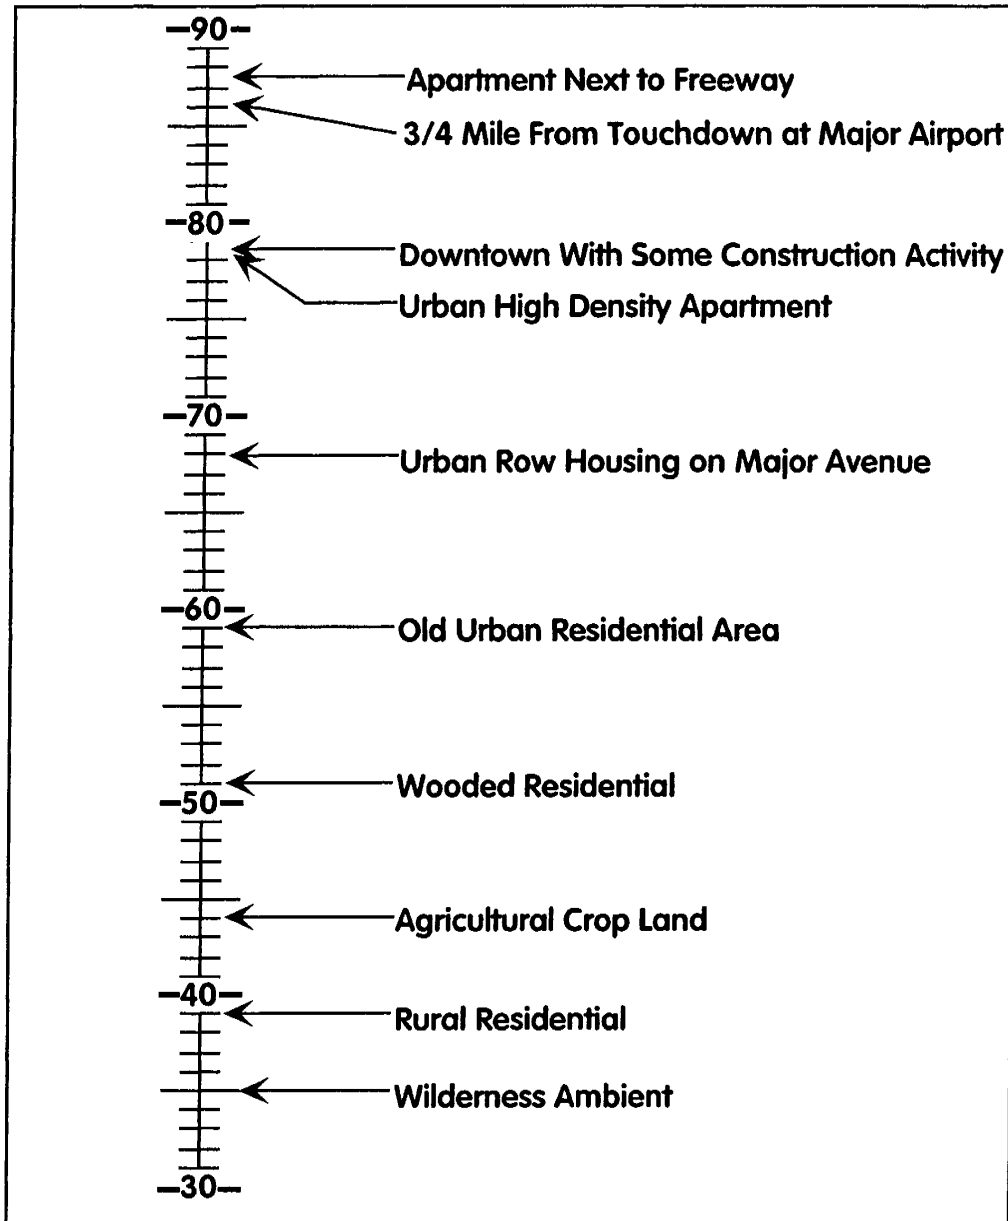 90
Apartment Next to Freeway
3/4 Mile From Touchdown at Major Airport
80
Downtown With Some Construction Activity
Urban High Density Apartment
70
Urban Row Housing on Major Avenue
60
Old Urban Residential Area
Wooded Residential
50
Agricultural Crop Land
40
Rural Residential
Wilderness Ambient
30